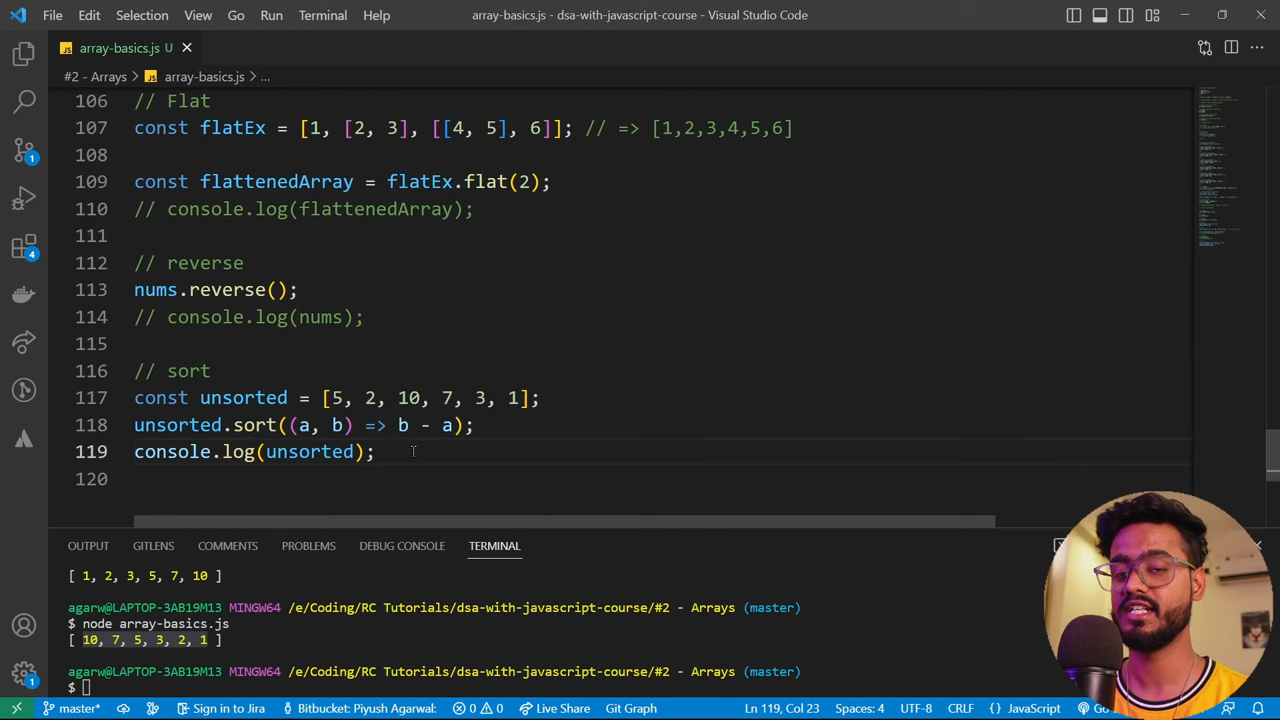 File Edit Selection View Go Run Terminal Help array-basics.js - dsa-with-javascript-course - Visual Studio Code
JS array-basics.js U
#2 - Arrays > JS array-basics.js > ...
106 // Flat
107 const flatEx = [1, [2, 3], [[4, 5], 6]]; // => [1,2,3,4,5,6]
108
109 const flattenedArray = flatEx.flat(2);
110 // console.log(flattenedArray);
111
112 // reverse
113 nums.reverse();
114 // console.log(nums);
115
116 // sort
117 const unsorted = [5, 2, 10, 7, 3, 1];
118 unsorted.sort((a, b) => b - a);
119 console.log(unsorted);
120
1
4
OUTPUT GITLENS COMMENTS PROBLEMS DEBUG CONSOLE TERMINAL
[ 1, 2, 3, 5, 7, 10 ]
agarw@LAPTOP-3AB19M13 MINGW64 /e/Coding/RC Tutorials/dsa-with-javascript-course/#2 - Arrays (master)
$ node array-basics.js
[ 10, 7, 5, 3, 2, 1 ]
agarw@LAPTOP-3AB19M13 MINGW64 /e/Coding/RC Tutorials/dsa-with-javascript-course/#2 - Arrays (master)
$
1
master* Sign in to Jira Bitbucket: Piyush Agarwal: 0 0 Live Share Git Graph Ln 119, Col 23 Spaces: 4 UTF-8 CRLF JavaScript Go